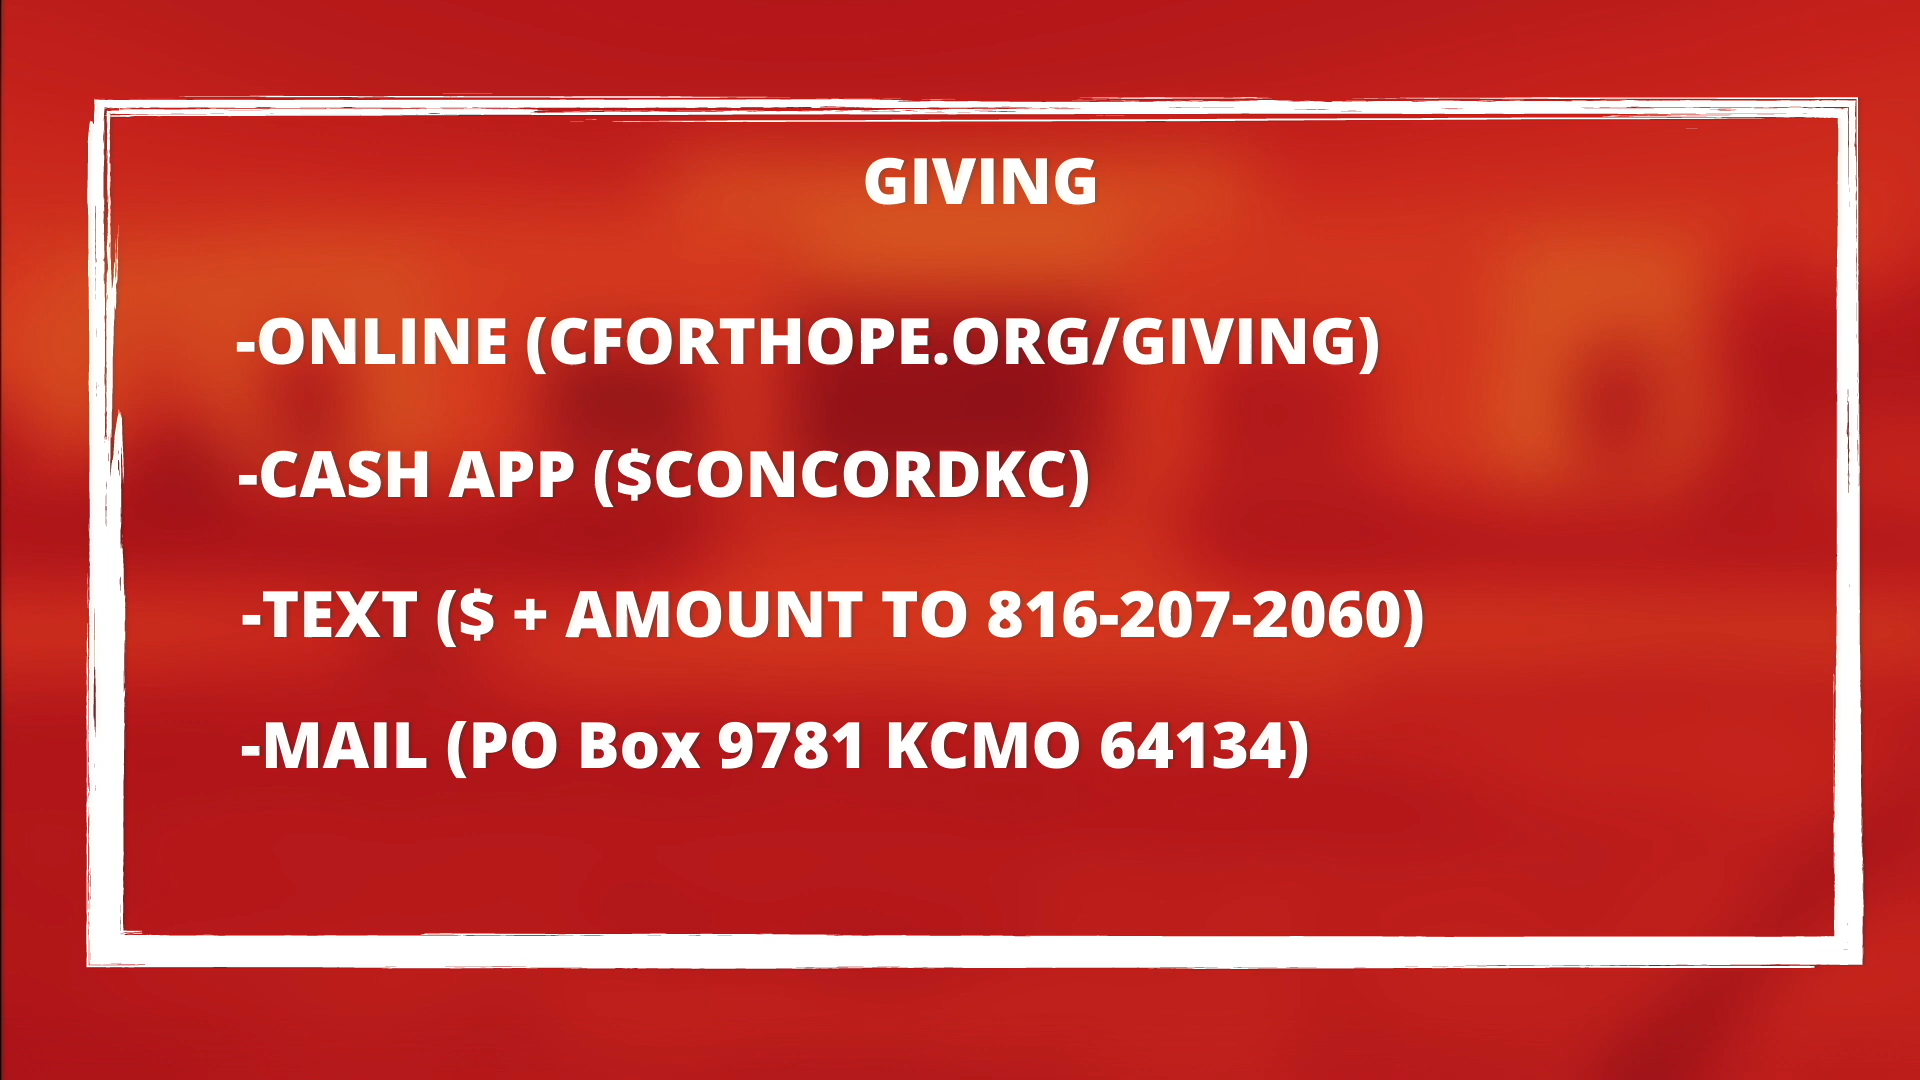 GIVING
-ONLINE (CFORTHOPE.ORG/GIVING)
-CASH APP ($CONCORDKC)
-TEXT ($ + AMOUNT TO 816-207-2060)
-MAIL (PO Box 9781 KCMO 64134)